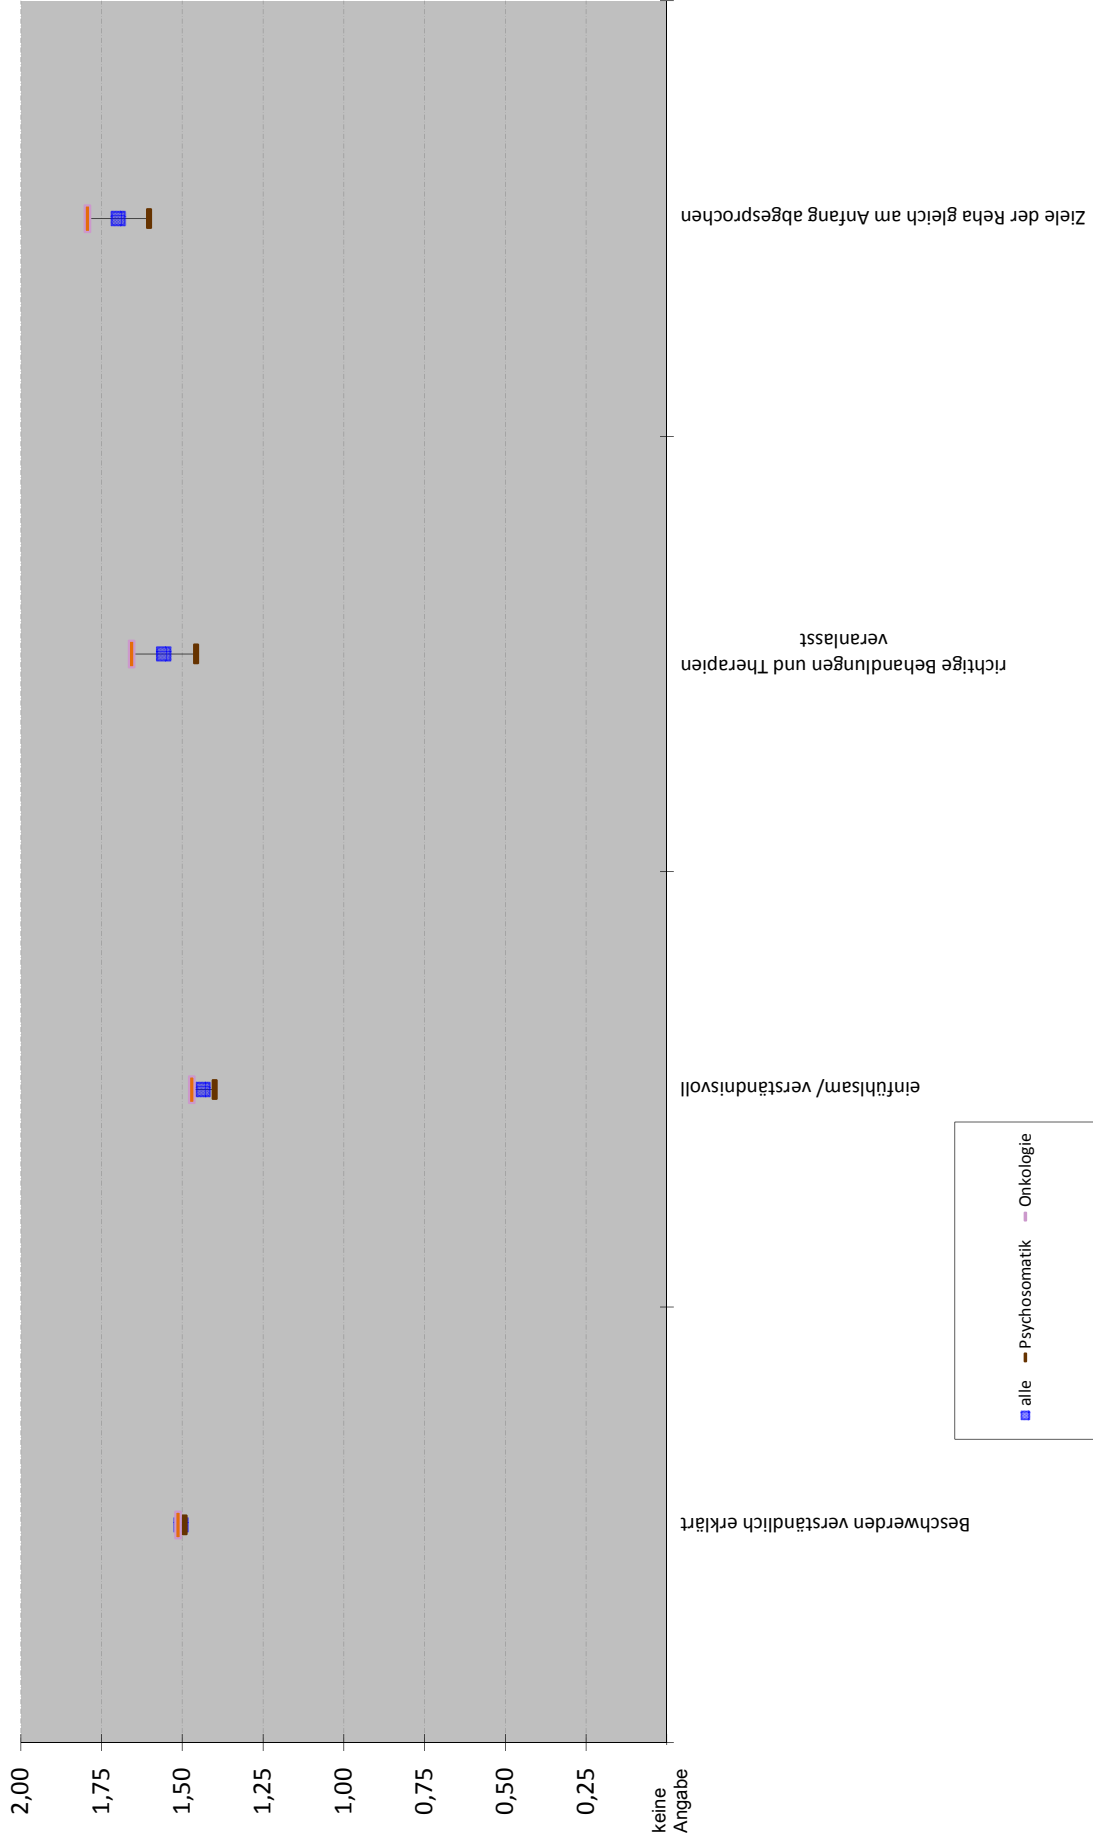 2,00
1,75
1,50
1,25
1,00
0,75
0,50
0,25
keine
Angabe
Beschwerden verständlich erklärt
einfühlsam/ verständnisvoll
richtige Behandlungen und Therapien
veranlasst
Ziele der Reha gleich am Anfang abgesprochen
alle Psychosomatik Onkologie